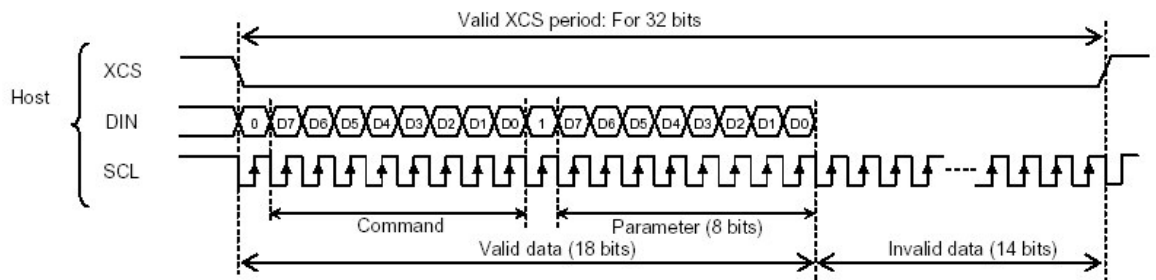 Valid XCS period: For 32 bits
Host
XCS
DIN
0 D7 D6 D5 D4 D3 D2 D1 D0 1 D7 D6 D5 D4 D3 D2 D1 D0
SCL
Command
Parameter (8 bits)
Valid data (18 bits)
Invalid data (14 bits)